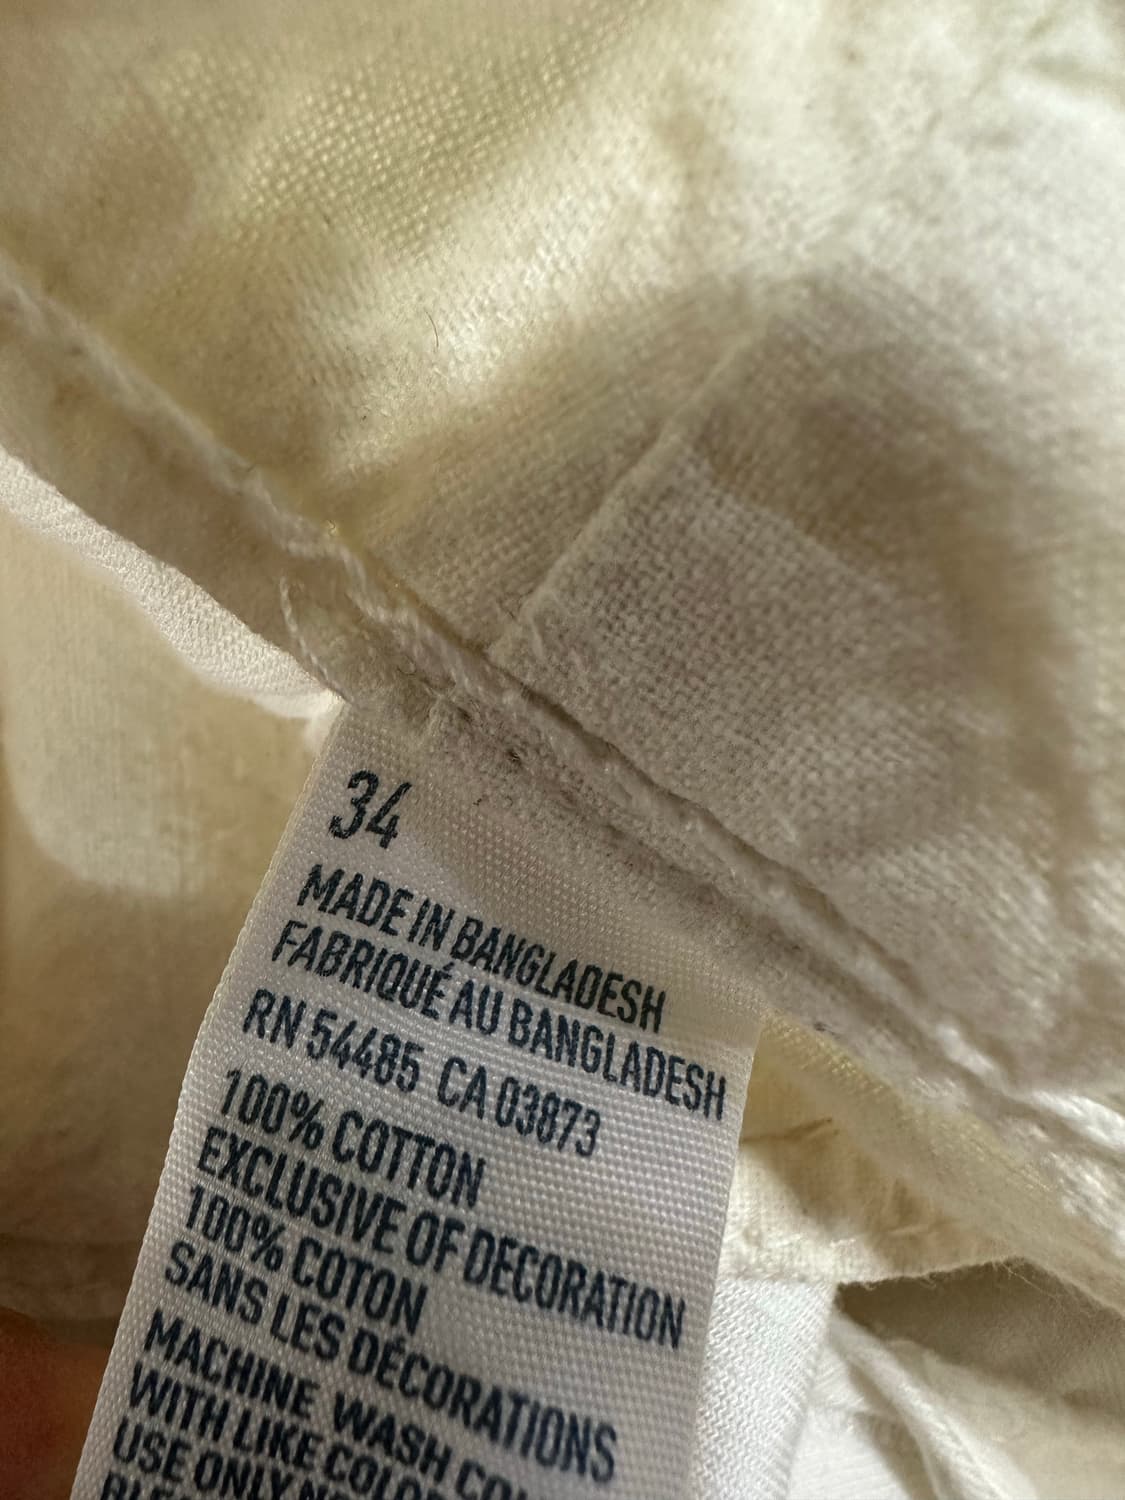 34
MADE IN BANGLADESH
FABRIQUÉ AU BANGLADESH
RN 54485 CA 03873
100% COTTON
EXCLUSIVE OF DECORATION
100% COTON
SANS LES DÉCORATIONS
MACHINE WASH
WITH LIKE
USE ONLY